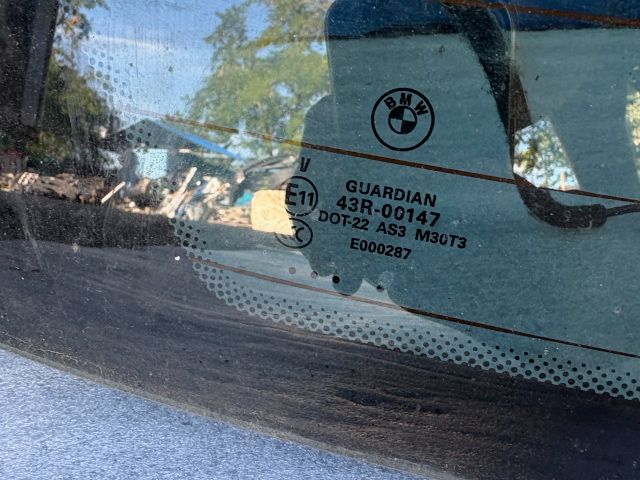 BMW
V
GUARDIAN
E11 43R-00147
DOT-22 AS3 M30T3
E000287